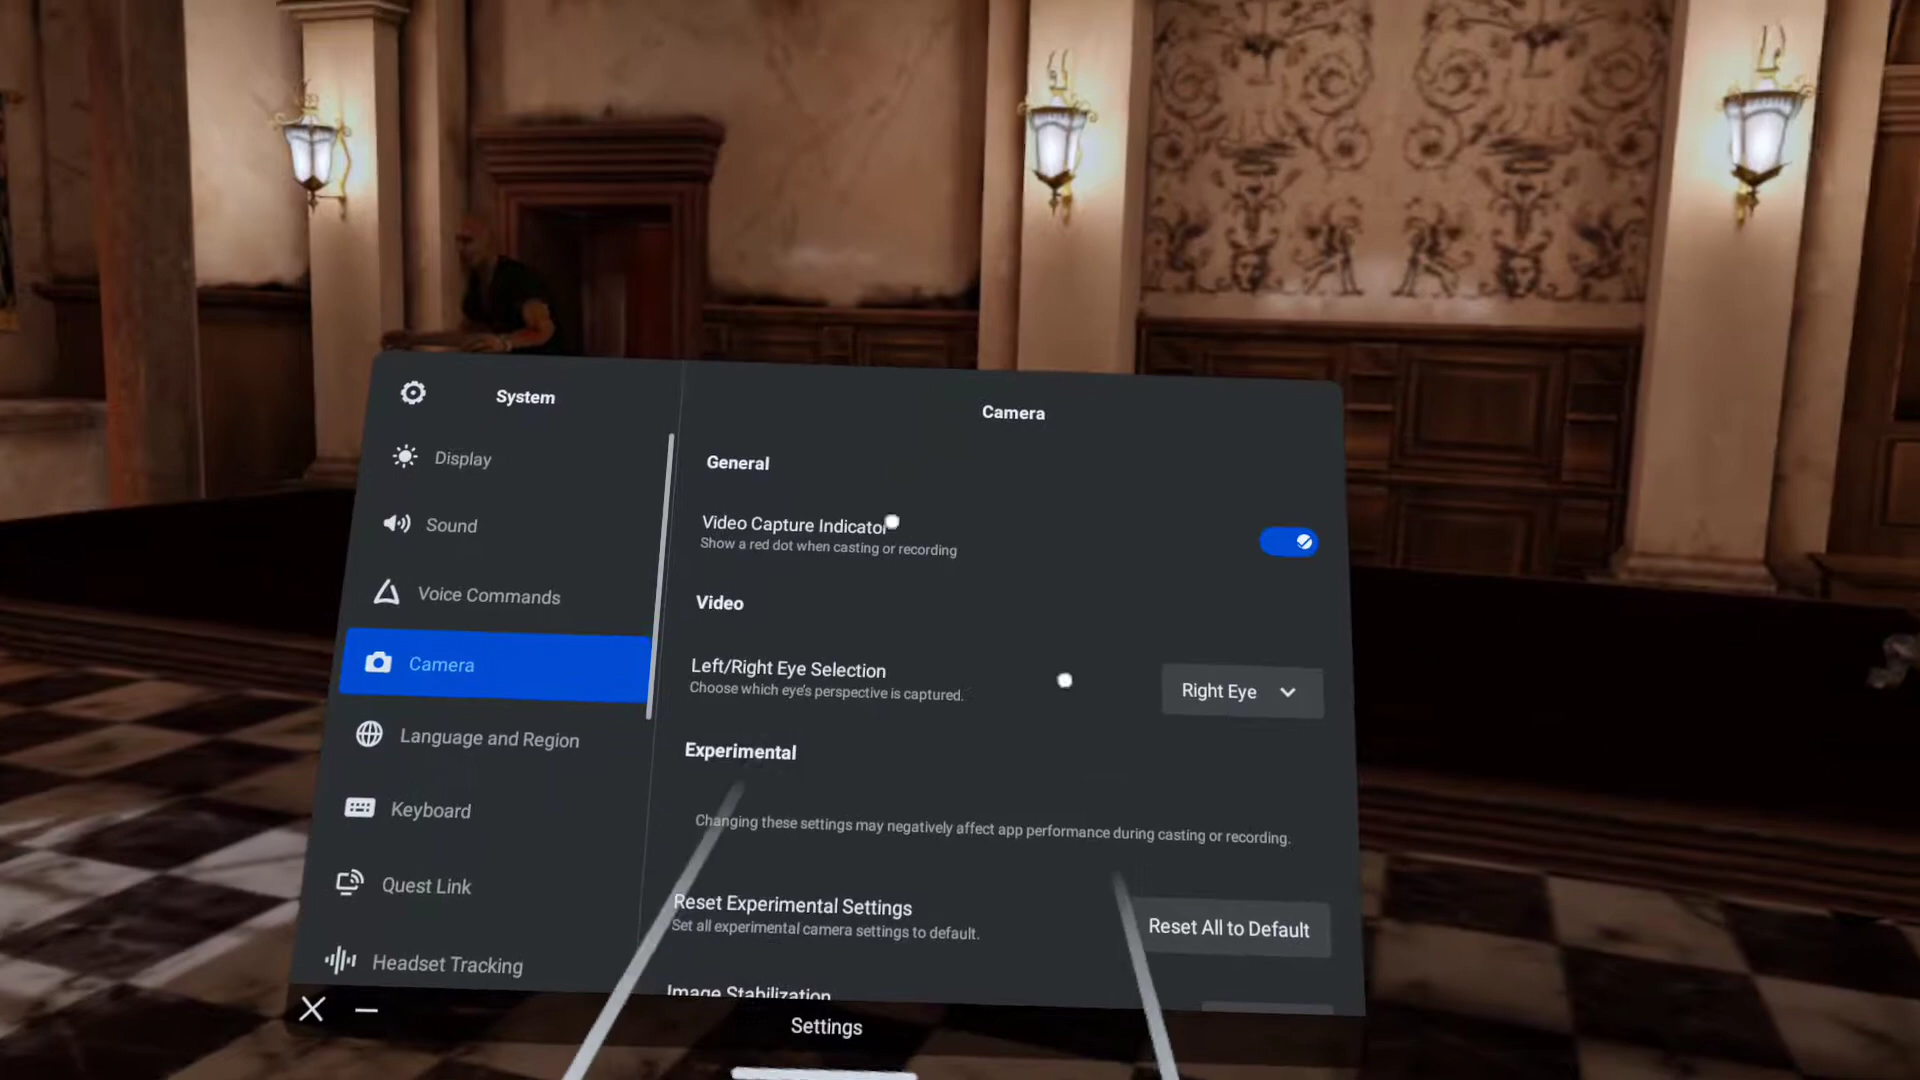 System
Display
Sound
Voice Commands
Camera
Language and Region
Keyboard
Quest Link
Headset Tracking
Camera
General
Video Capture Indicator
Show a red dot when casting or recording
Video
Left/Right Eye Selection
Choose which eye's perspective is captured.
Right Eye
Experimental
Changing these settings may negatively affect app performance during casting or recording.
Reset Experimental Settings
Set all experimental camera settings to default.
Reset All to Default
Image Stabilization
Settings